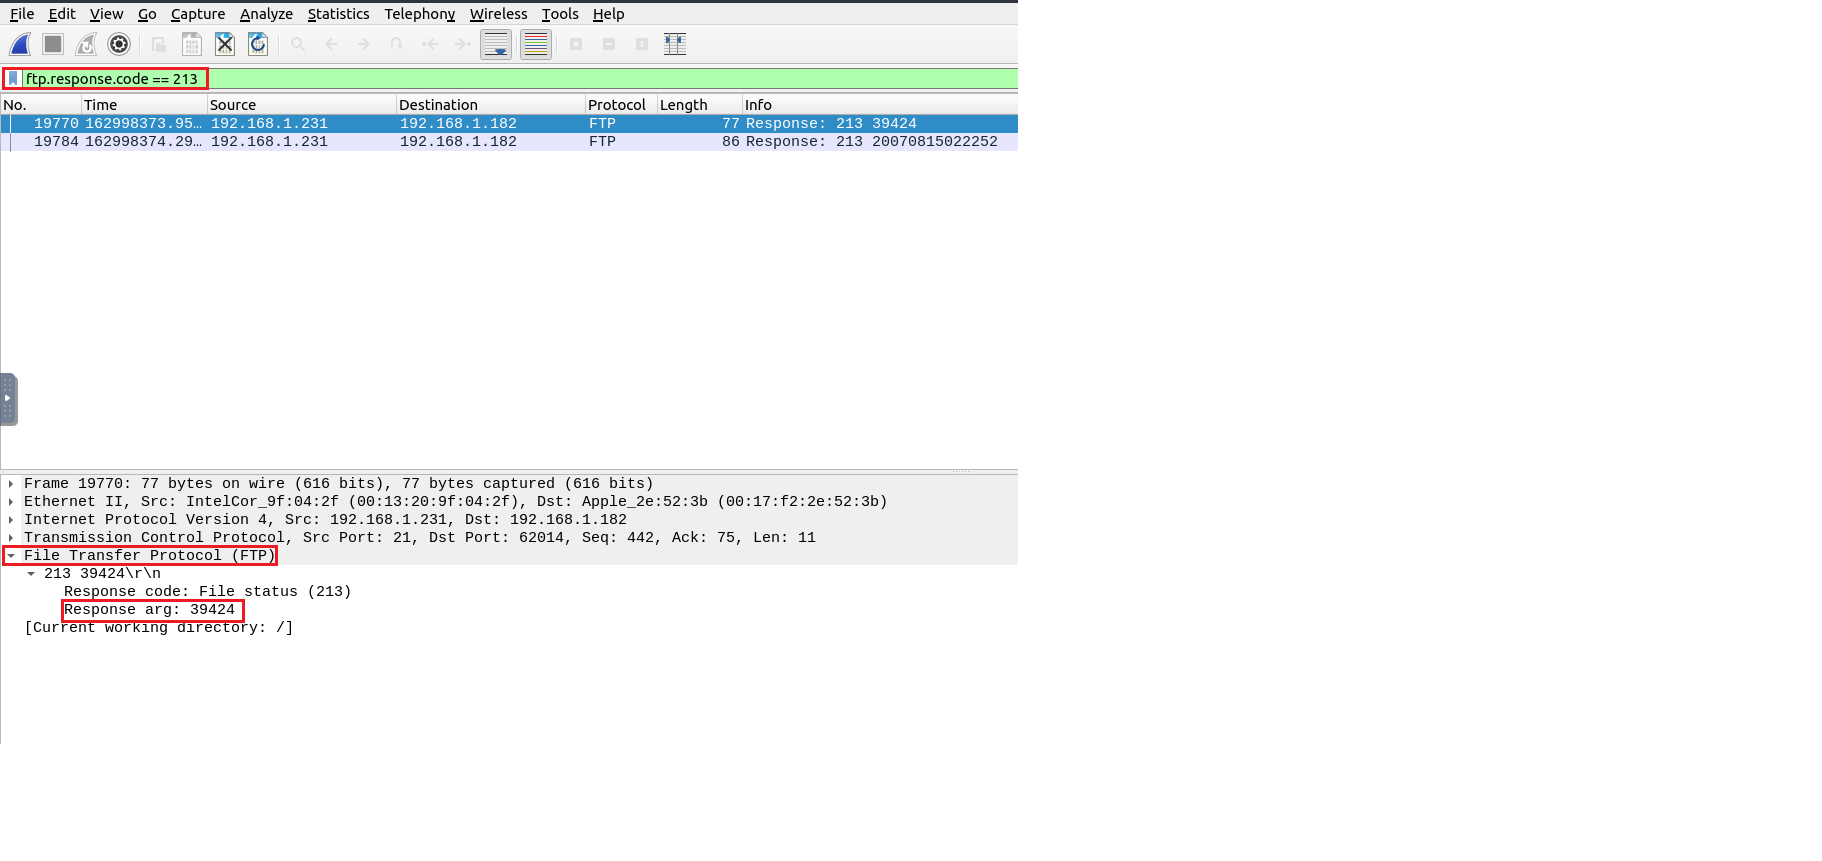 File Edit View Go Capture Analyze Statistics Telephony Wireless Tools Help
ftp.response.code == 213
No. Time Source Destination Protocol Length Info
19770 162998373.95… 192.168.1.231 192.168.1.182 FTP 77 Response: 213 39424
19784 162998374.29… 192.168.1.231 192.168.1.182 FTP 86 Response: 213 20070815022252
Frame 19770: 77 bytes on wire (616 bits), 77 bytes captured (616 bits)
Ethernet II, Src: IntelCor_9f:04:2f (00:13:20:9f:04:2f), Dst: Apple_2e:52:3b (00:17:f2:2e:52:3b)
Internet Protocol Version 4, Src: 192.168.1.231, Dst: 192.168.1.182
Transmission Control Protocol, Src Port: 21, Dst Port: 62014, Seq: 442, Ack: 75, Len: 11
File Transfer Protocol (FTP)
213 39424\r\n
Response code: File status (213)
Response arg: 39424
[Current working directory: /]